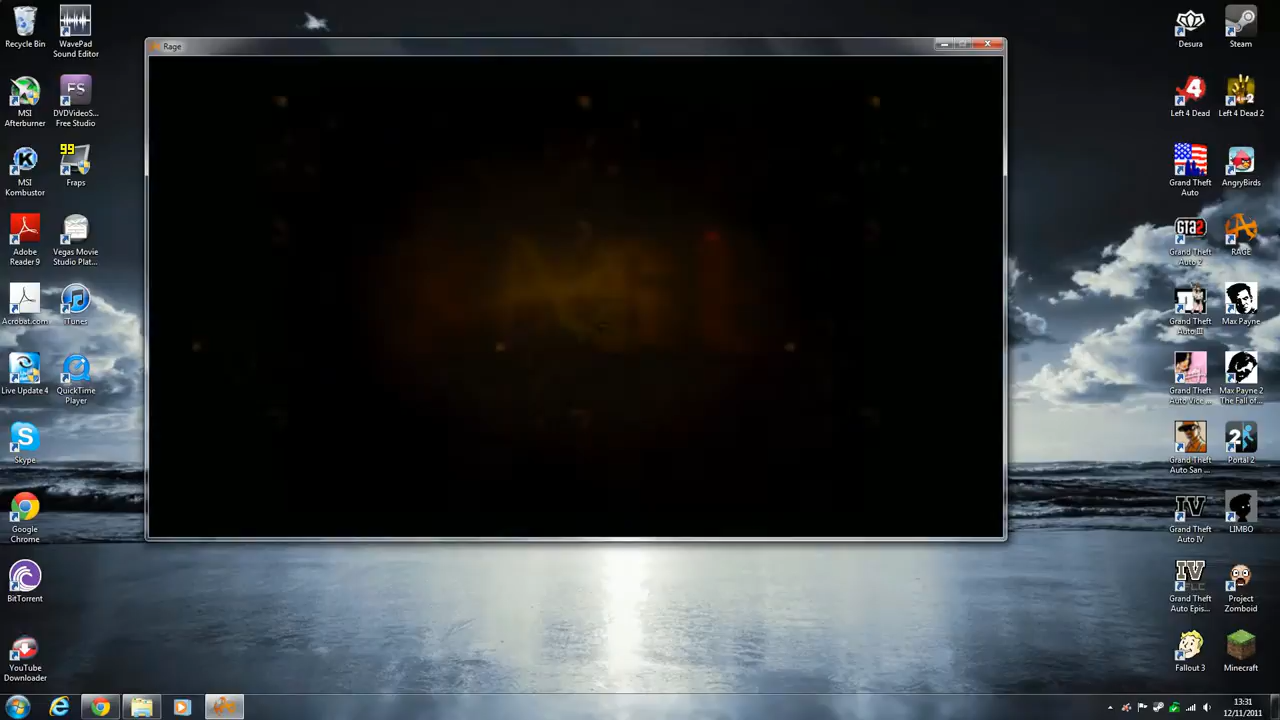 Rage
Recycle Bin
WavePad
Sound Editor
MSI
Afterburner
DVDVideoS...
Free Studio
MSI
Kombustor
99
Fraps
Adobe
Reader 9
Vegas Movie
Studio Plat...
Acrobat.com
iTunes
Live Update 4
QuickTime
Player
Skype
Google
Chrome
BitTorrent
YouTube
Downloader
Desura
Steam
Left 4 Dead
Left 4 Dead 2
Grand Theft
Auto
AngryBirds
Grand Theft
Auto 2
RAGE
Grand Theft
Auto III
Max Payne
Grand Theft
Auto Vice ...
Max Payne 2
The Fall of...
Grand Theft
Auto San ...
Portal 2
Grand Theft
Auto IV
LIMBO
Grand Theft
Auto Epis...
Project
Zomboid
Fallout 3
Minecraft
13:31
12/11/2011